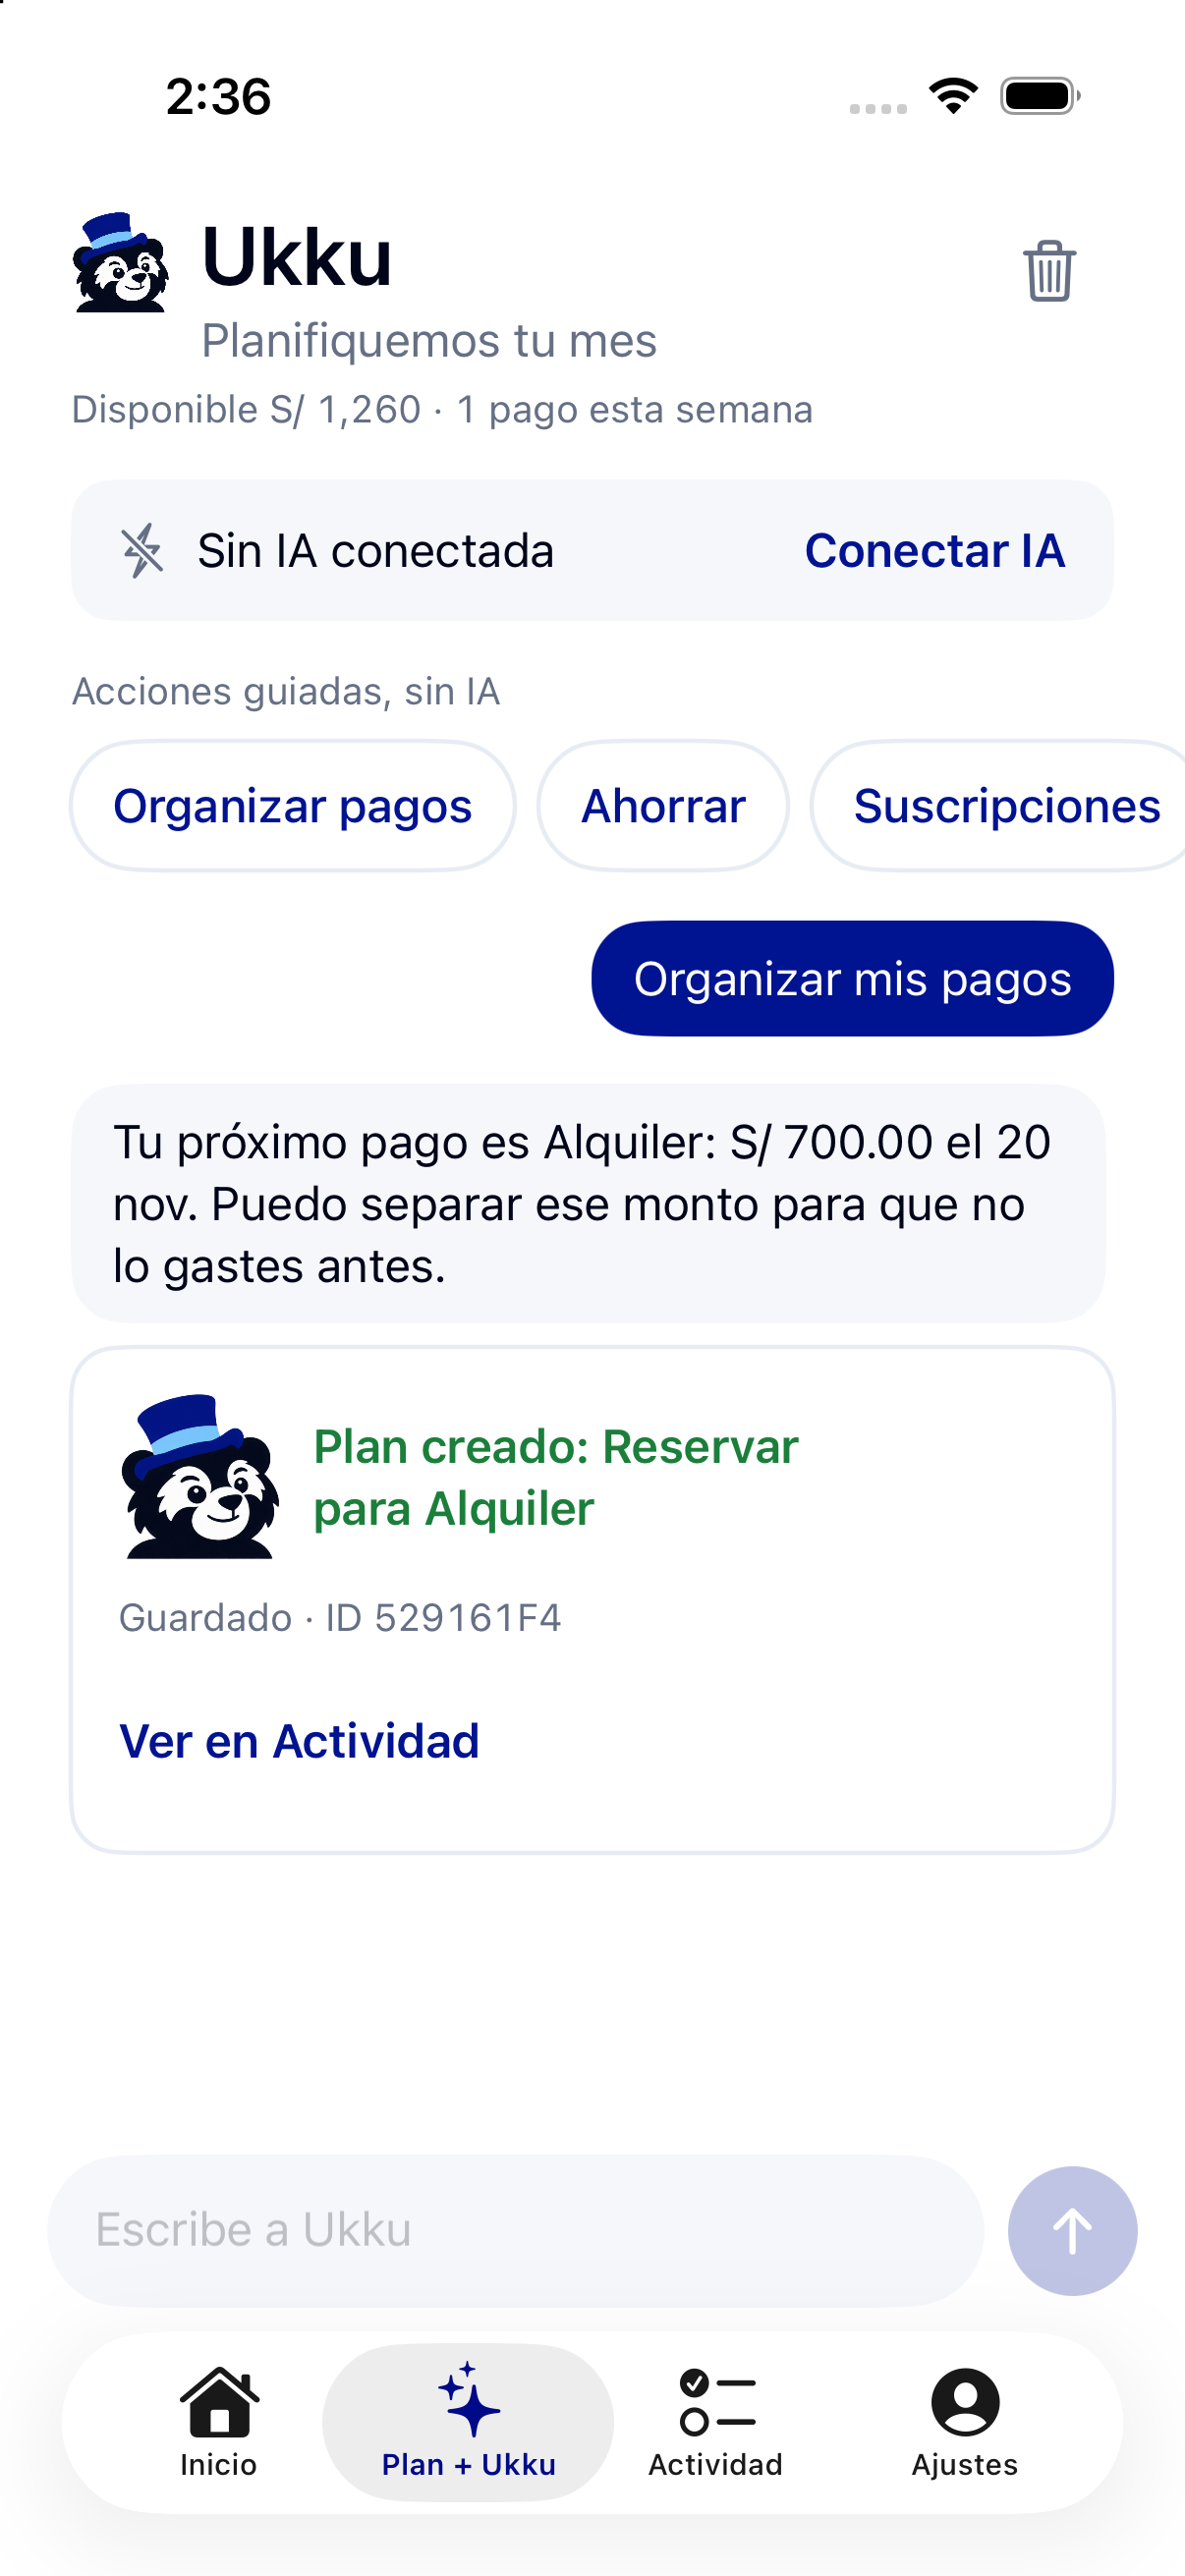 2:36
Ukku
Planifiquemos tu mes
Disponible S/ 1,260 · 1 pago esta semana
Sin IA conectada
Conectar IA
Acciones guiadas, sin IA
Organizar pagos
Ahorrar
Suscripciones
Organizar mis pagos
Tu próximo pago es Alquiler: S/ 700.00 el 20
nov. Puedo separar ese monto para que no
lo gastes antes.
Plan creado: Reservar
para Alquiler
Guardado · ID 529161F4
Ver en Actividad
Escribe a Ukku
Inicio
Plan + Ukku
Actividad
Ajustes